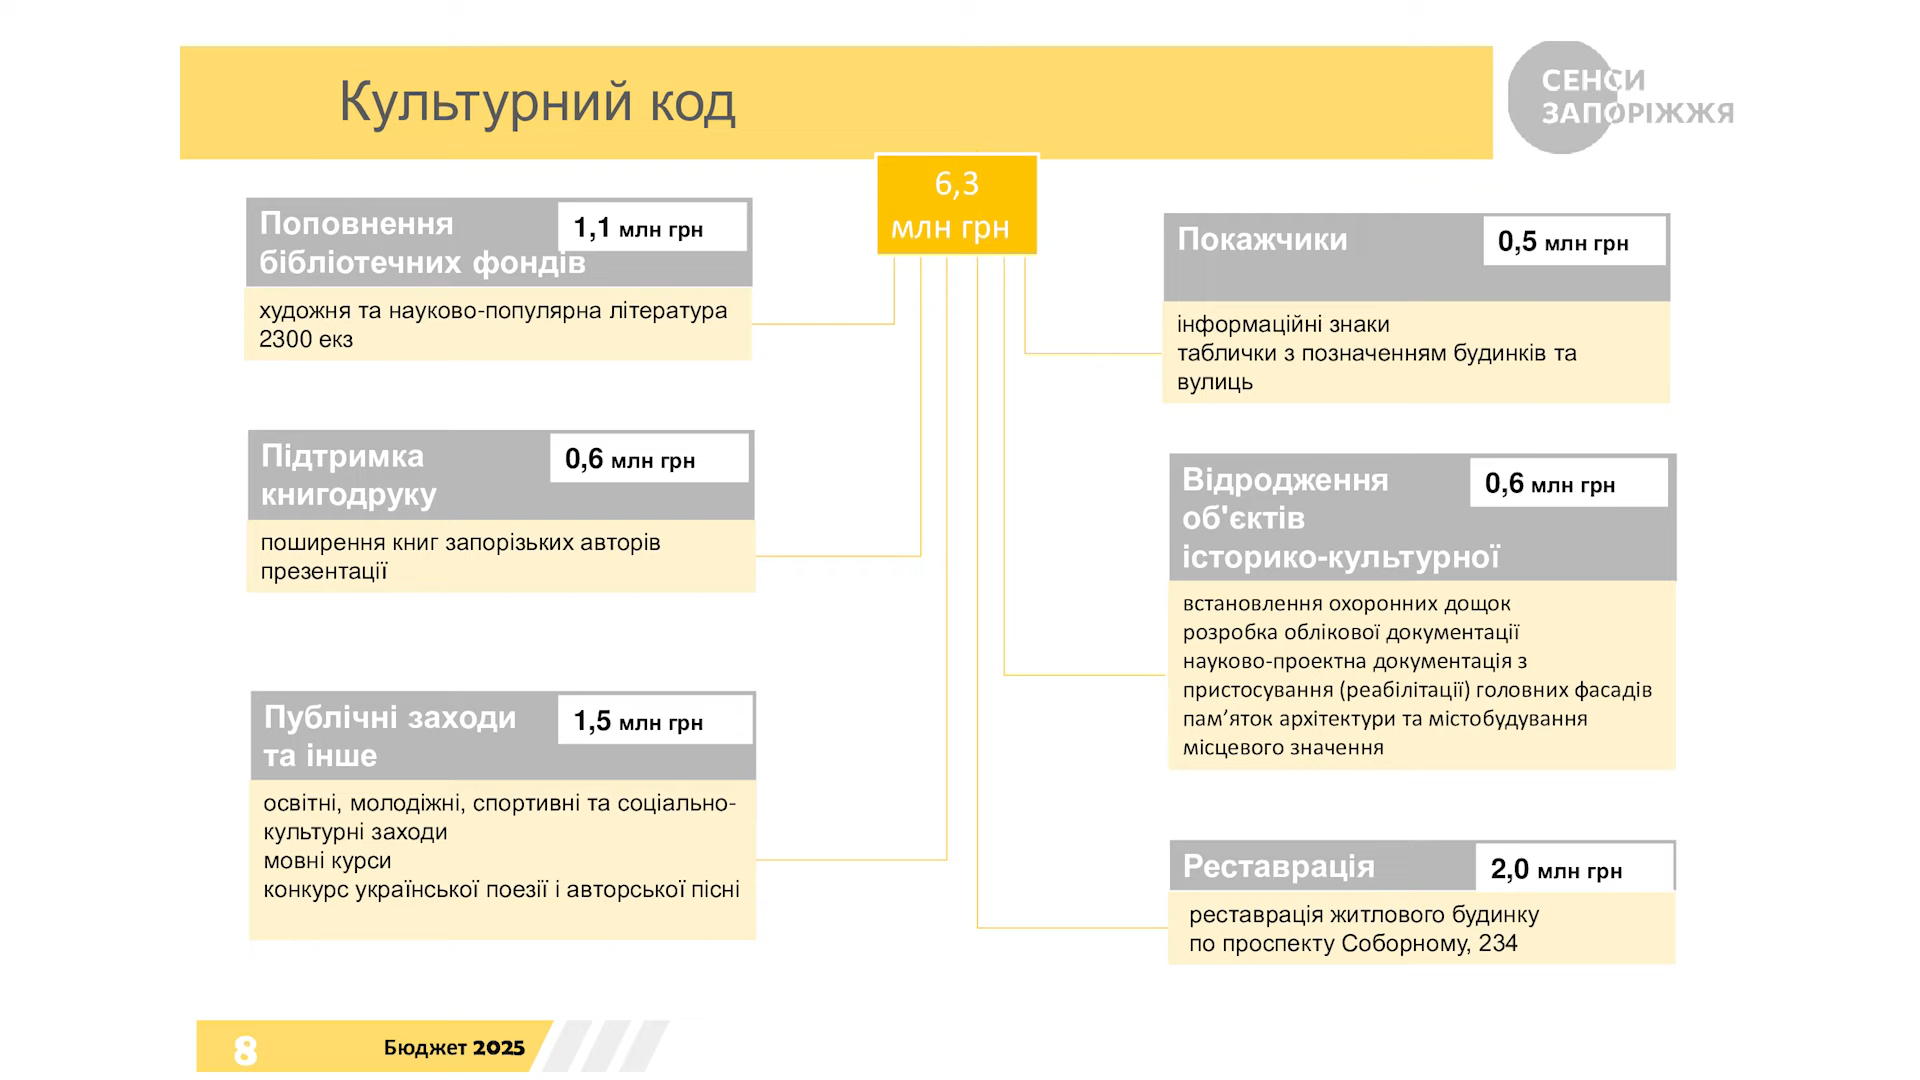 Культурний код
СЕНСИ
ЗАПОРІЖЖЯ
6,3
млн грн
Поповнення
бібліотечних фондів
1,1 млн грн
художня та науково-популярна література
2300 екз
Підтримка
книгодруку
0,6 млн грн
поширення книг запорізьких авторів
презентації
Публічні заходи
та інше
1,5 млн грн
освітні, молодіжні, спортивні та соціально-
культурні заходи
мовні курси
конкурс української поезії і авторської пісні
Покажчики
0,5 млн грн
інформаційні знаки
таблички з позначенням будинків та
вулиць
Відродження
об'єктів
історико-культурної
0,6 млн грн
встановлення охоронних дощок
розробка облікової документації
науково-проектна документація з
пристосування (реабілітації) головних фасадів
пам’яток архітектури та містобудування
місцевого значення
Реставрація
2,0 млн грн
реставрація житлового будинку
по проспекту Соборному, 234
8
Бюджет 2025